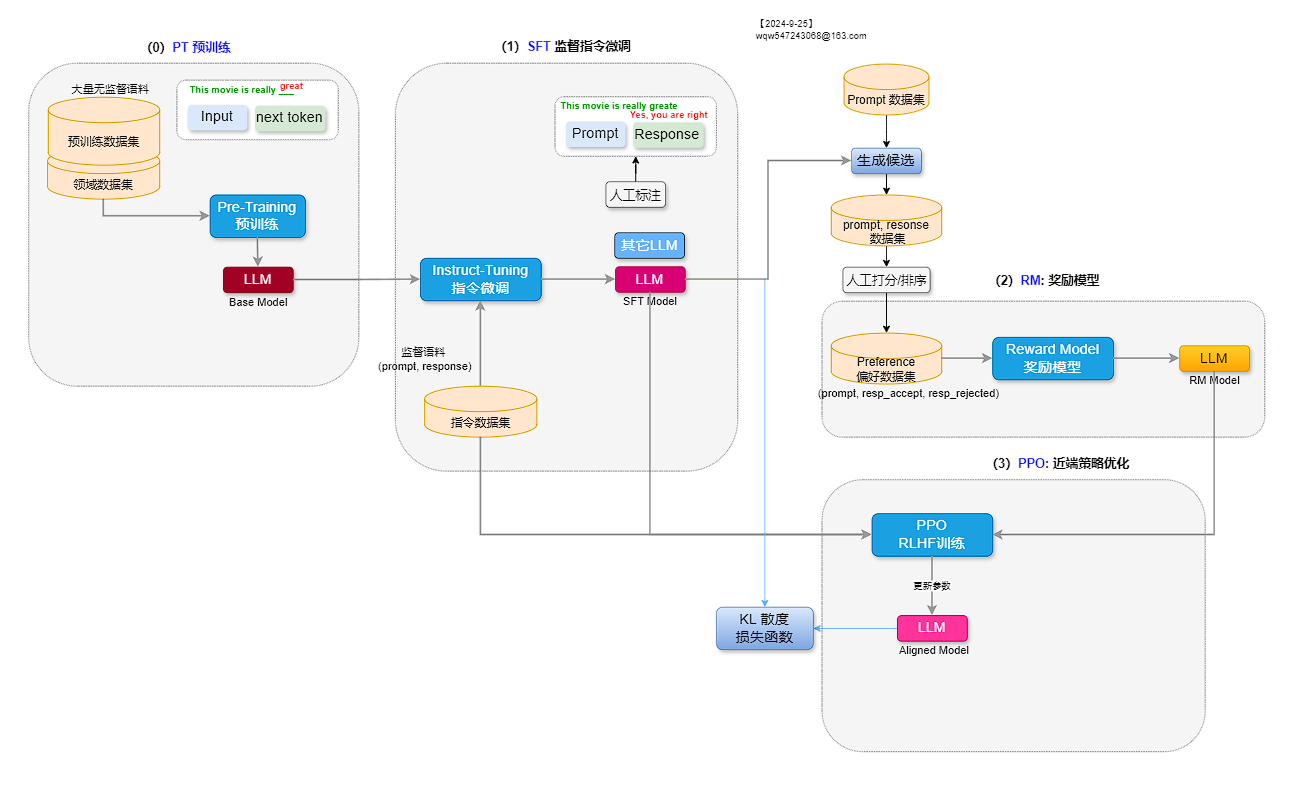 【2024-9-25】
wqw547243068@163.com
(0) PT 预训练
大量无监督语料
预训练数据集
领域数据集
This movie is really great
Input
next token
Pre-Training
预训练
LLM
Base Model
(1) SFT 监督指令微调
This movie is really greate
Yes, you are right
Prompt
Response
人工标注
其它LLM
Instruct-Tuning
指令微调
LLM
SFT Model
监督语料
(prompt, response)
指令数据集
Prompt 数据集
生成候选
prompt, resonse
数据集
人工打分/排序
(2) RM: 奖励模型
Preference
偏好数据集
(prompt, resp_accept, resp_rejected)
Reward Model
奖励模型
LLM
RM Model
(3) PPO: 近端策略优化
PPO
RLHF训练
更新参数
LLM
Aligned Model
KL 散度
损失函数